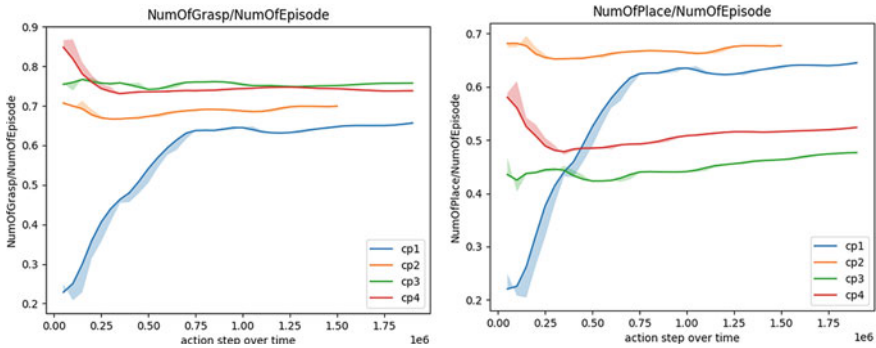 NumOfGrasp/NumOfEpisode
NumOfGrasp/NumOfEpisode
0.9
0.8
0.7
0.6
0.5
0.4
0.3
0.2
cp1
cp2
cp3
cp4
0.00 0.25 0.50 0.75 1.00 1.25 1.50 1.75
1e6
action step over time
NumOfPlace/NumOfEpisode
NumOfPlace/NumOfEpisode
0.7
0.6
0.5
0.4
0.3
0.2
cp1
cp2
cp3
cp4
0.00 0.25 0.50 0.75 1.00 1.25 1.50 1.75
1e6
action step over time